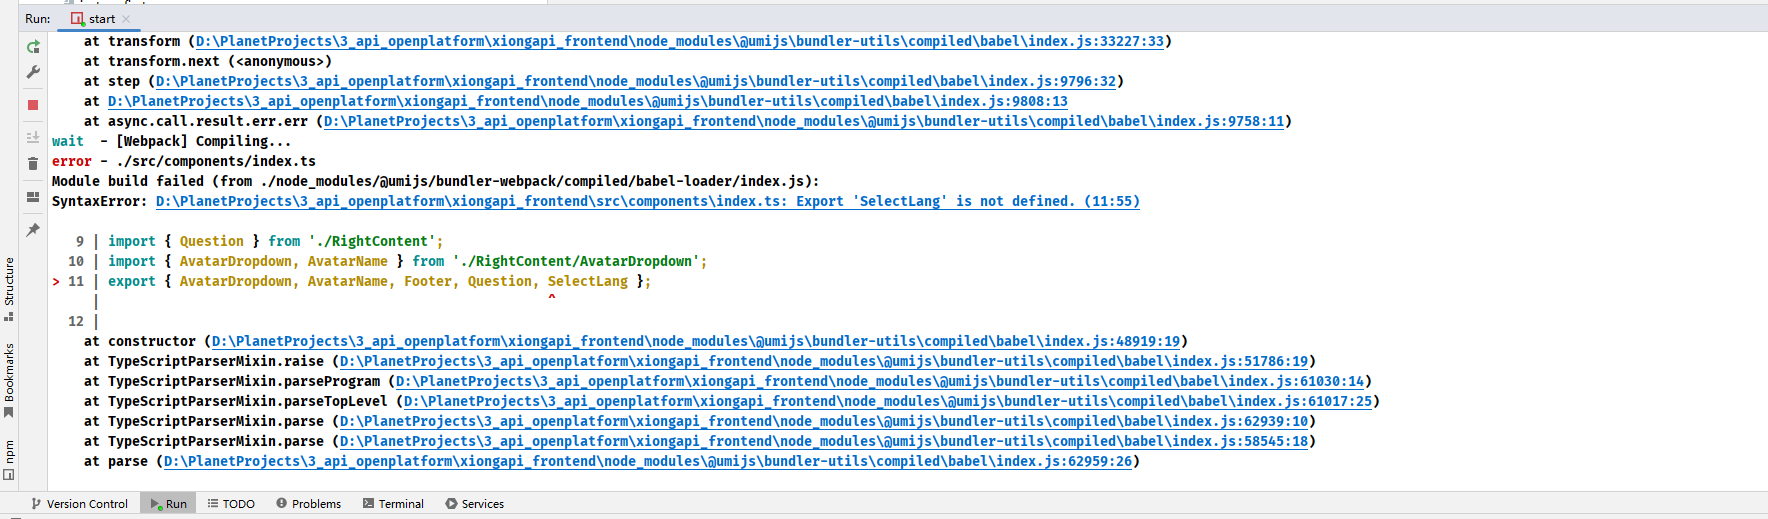 Run: start ×
at transform (D:\PlanetProjects\3_api_openplatform\xiongapi_frontend\node_modules\@umijs\bundler-utils\compiled\babel\index.js:33227:33)
at transform.next (<anonymous>)
at step (D:\PlanetProjects\3_api_openplatform\xiongapi_frontend\node_modules\@umijs\bundler-utils\compiled\babel\index.js:9796:32)
at D:\PlanetProjects\3_api_openplatform\xiongapi_frontend\node_modules\@umijs\bundler-utils\compiled\babel\index.js:9808:13
at async.call.result.err.err (D:\PlanetProjects\3_api_openplatform\xiongapi_frontend\node_modules\@umijs\bundler-utils\compiled\babel\index.js:9758:11)
wait  - [Webpack] Compiling...
error - ./src/components/index.ts
Module build failed (from ./node_modules/@umijs/bundler-webpack/compiled/babel-loader/index.js):
SyntaxError: D:\PlanetProjects\3_api_openplatform\xiongapi_frontend\src\components\index.ts: Export 'SelectLang' is not defined. (11:55)
9 | import { Question } from './RightContent';
10 | import { AvatarDropdown, AvatarName } from './RightContent/AvatarDropdown';
> 11 | export { AvatarDropdown, AvatarName, Footer, Question, SelectLang };
| ^
12 |
at constructor (D:\PlanetProjects\3_api_openplatform\xiongapi_frontend\node_modules\@umijs\bundler-utils\compiled\babel\index.js:48919:19)
at TypeScriptParserMixin.raise (D:\PlanetProjects\3_api_openplatform\xiongapi_frontend\node_modules\@umijs\bundler-utils\compiled\babel\index.js:51786:19)
at TypeScriptParserMixin.parseProgram (D:\PlanetProjects\3_api_openplatform\xiongapi_frontend\node_modules\@umijs\bundler-utils\compiled\babel\index.js:61030:14)
at TypeScriptParserMixin.parseTopLevel (D:\PlanetProjects\3_api_openplatform\xiongapi_frontend\node_modules\@umijs\bundler-utils\compiled\babel\index.js:61017:25)
at TypeScriptParserMixin.parse (D:\PlanetProjects\3_api_openplatform\xiongapi_frontend\node_modules\@umijs\bundler-utils\compiled\babel\index.js:62939:10)
at TypeScriptParserMixin.parse (D:\PlanetProjects\3_api_openplatform\xiongapi_frontend\node_modules\@umijs\bundler-utils\compiled\babel\index.js:58545:18)
at parse (D:\PlanetProjects\3_api_openplatform\xiongapi_frontend\node_modules\@umijs\bundler-utils\compiled\babel\index.js:62959:26)
Structure
Bookmarks
npm
Version Control Run TODO Problems Terminal Services